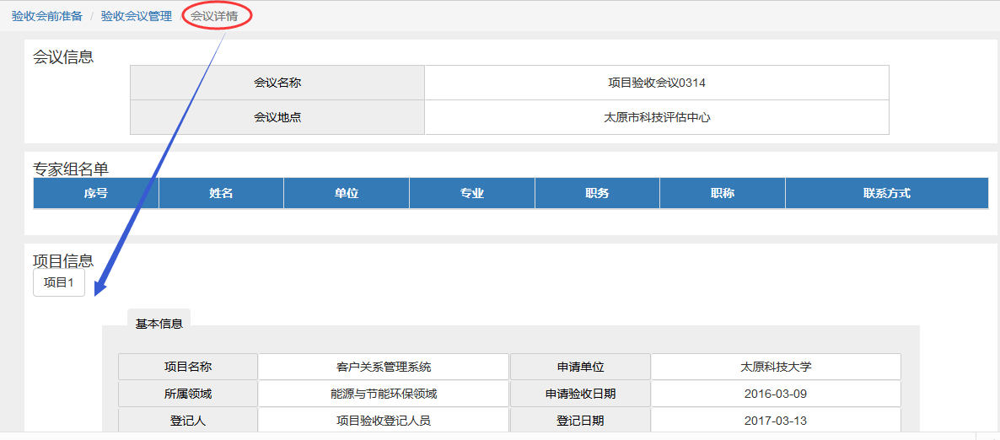 验收会前准备 / 验收会议管理 / 会议详情
会议信息
会议名称 项目验收会议0314
会议地点 太原市科技评估中心
专家组名单
序号 姓名 单位 专业 职务 职称 联系方式
项目信息
项目1
基本信息
项目名称 客户关系管理系统 申请单位 太原科技大学
所属领域 能源与节能环保领域 申请验收日期 2016-03-09
登记人 项目验收登记人员 登记日期 2017-03-13